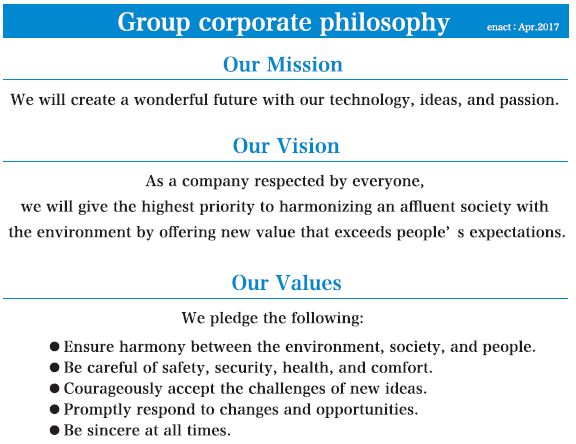 Group corporate philosophy enact : Apr.2017
Our Mission
We will create a wonderful future with our technology, ideas, and passion.
Our Vision
As a company respected by everyone,
we will give the highest priority to harmonizing an affluent society with
the environment by offering new value that exceeds people’ s expectations.
Our Values
We pledge the following:
● Ensure harmony between the environment, society, and people.
● Be careful of safety, security, health, and comfort.
● Courageously accept the challenges of new ideas.
● Promptly respond to changes and opportunities.
● Be sincere at all times.